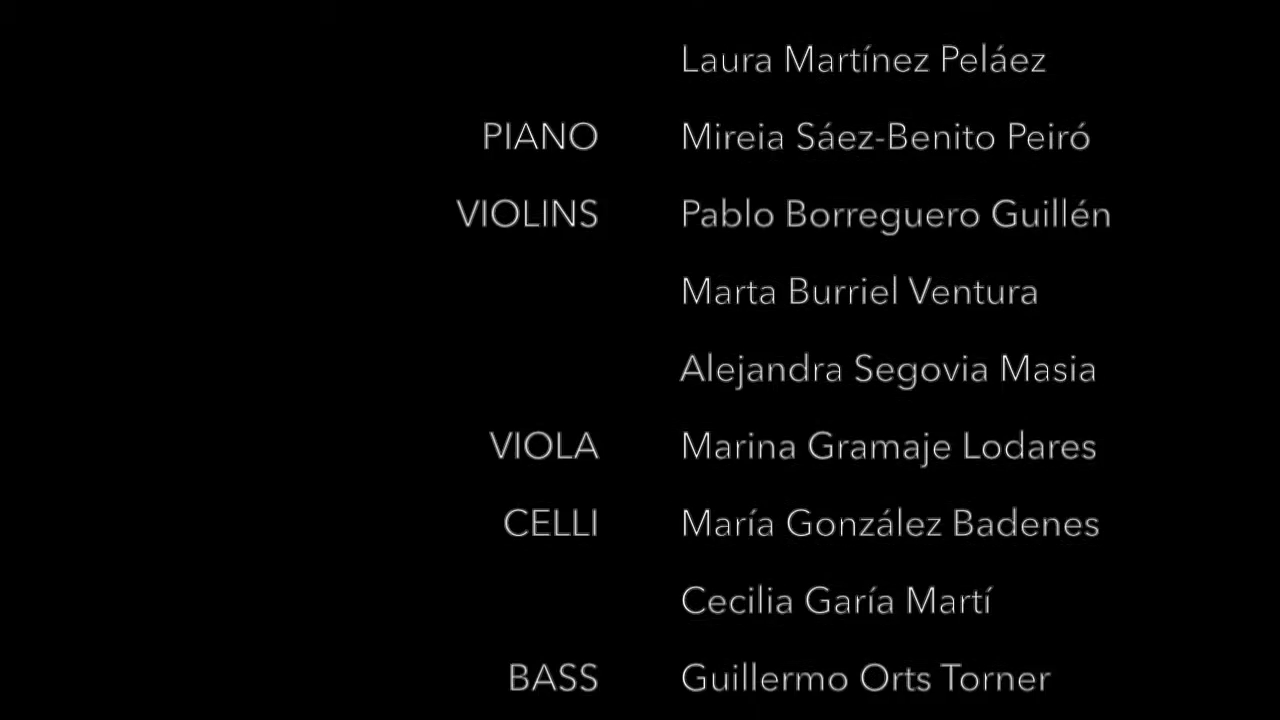 Laura Martínez Peláez
PIANO Mireia Sáez-Benito Peiró
VIOLINS Pablo Borreguero Guillén
Marta Burriel Ventura
Alejandra Segovia Masia
VIOLA Marina Gramaje Lodares
CELLI María González Badenes
Cecilia Garía Martí
BASS Guillermo Orts Torner